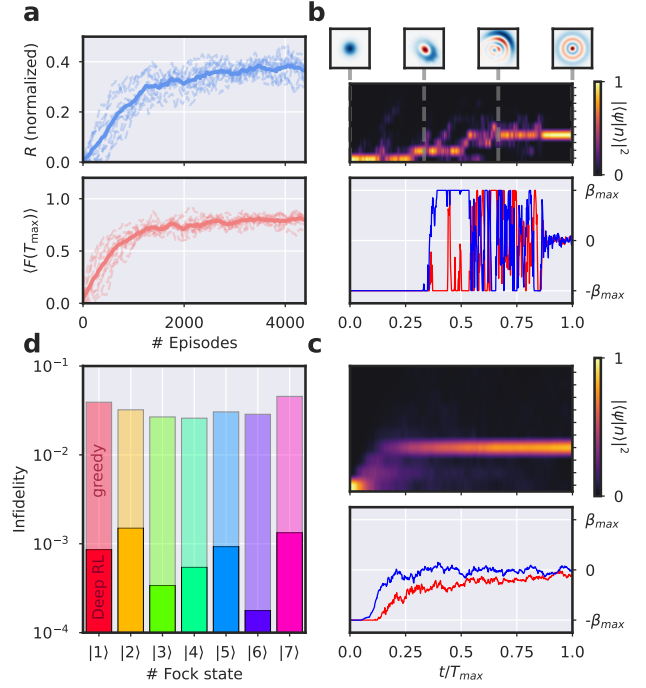 a
R (normalized)
0.4
0.2
0.0
⟨F(T_max)⟩
1.0
0.5
0.0
0
2000
4000
# Episodes
b
1
|⟨ψ|n⟩|²
0
β_max
0
-β_max
0.0
0.25
0.5
0.75
1.0
d
Infidelity
10⁻¹
10⁻²
10⁻³
10⁻⁴
greedy
Deep RL
|1⟩
|2⟩
|3⟩
|4⟩
|5⟩
|6⟩
|7⟩
# Fock state
c
1
|⟨ψ|n⟩|²
0
β_max
0
-β_max
0.0
0.25
0.5
0.75
1.0
t/T_max